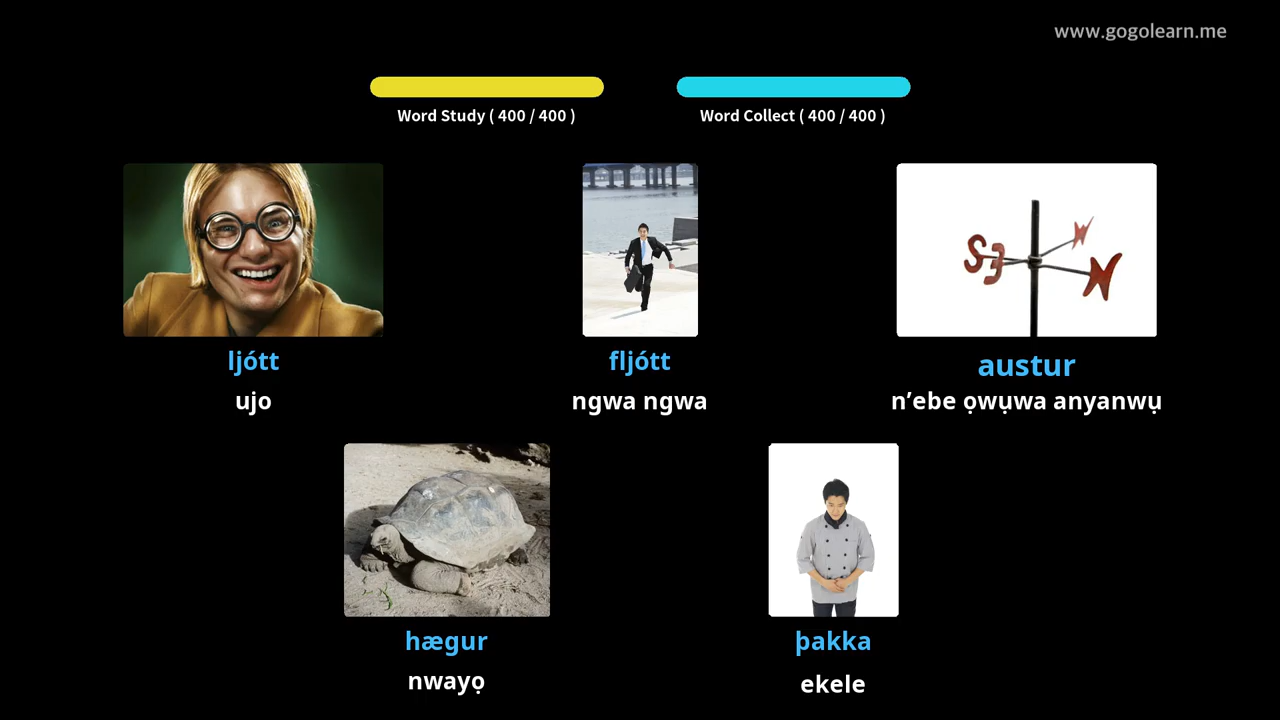 www.gogolearn.me
Word Study ( 400 / 400 )
Word Collect ( 400 / 400 )
ljótt
ujo
fljótt
ngwa ngwa
austur
n’ebe ọwụwa anyanwụ
hægur
nwayọ
þakka
ekele